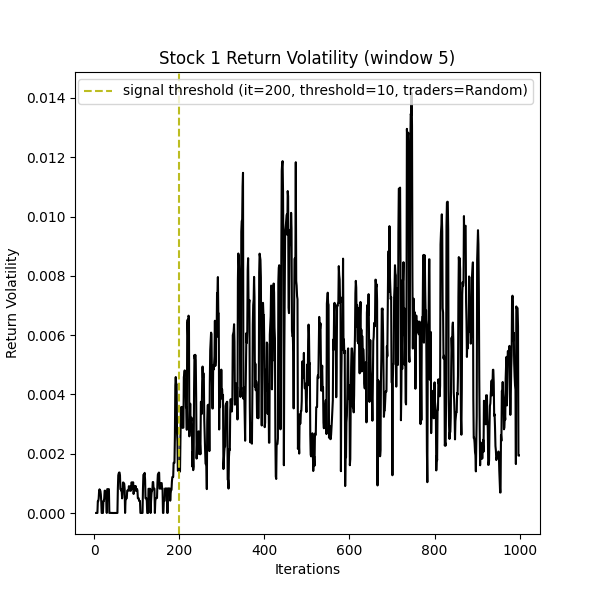 Stock 1 Return Volatility (window 5)
signal threshold (it=200, threshold=10, traders=Random)
0.014
0.012
0.010
0.008
0.006
0.004
0.002
0.000
Return Volatility
0 200 400 600 800 1000
Iterations